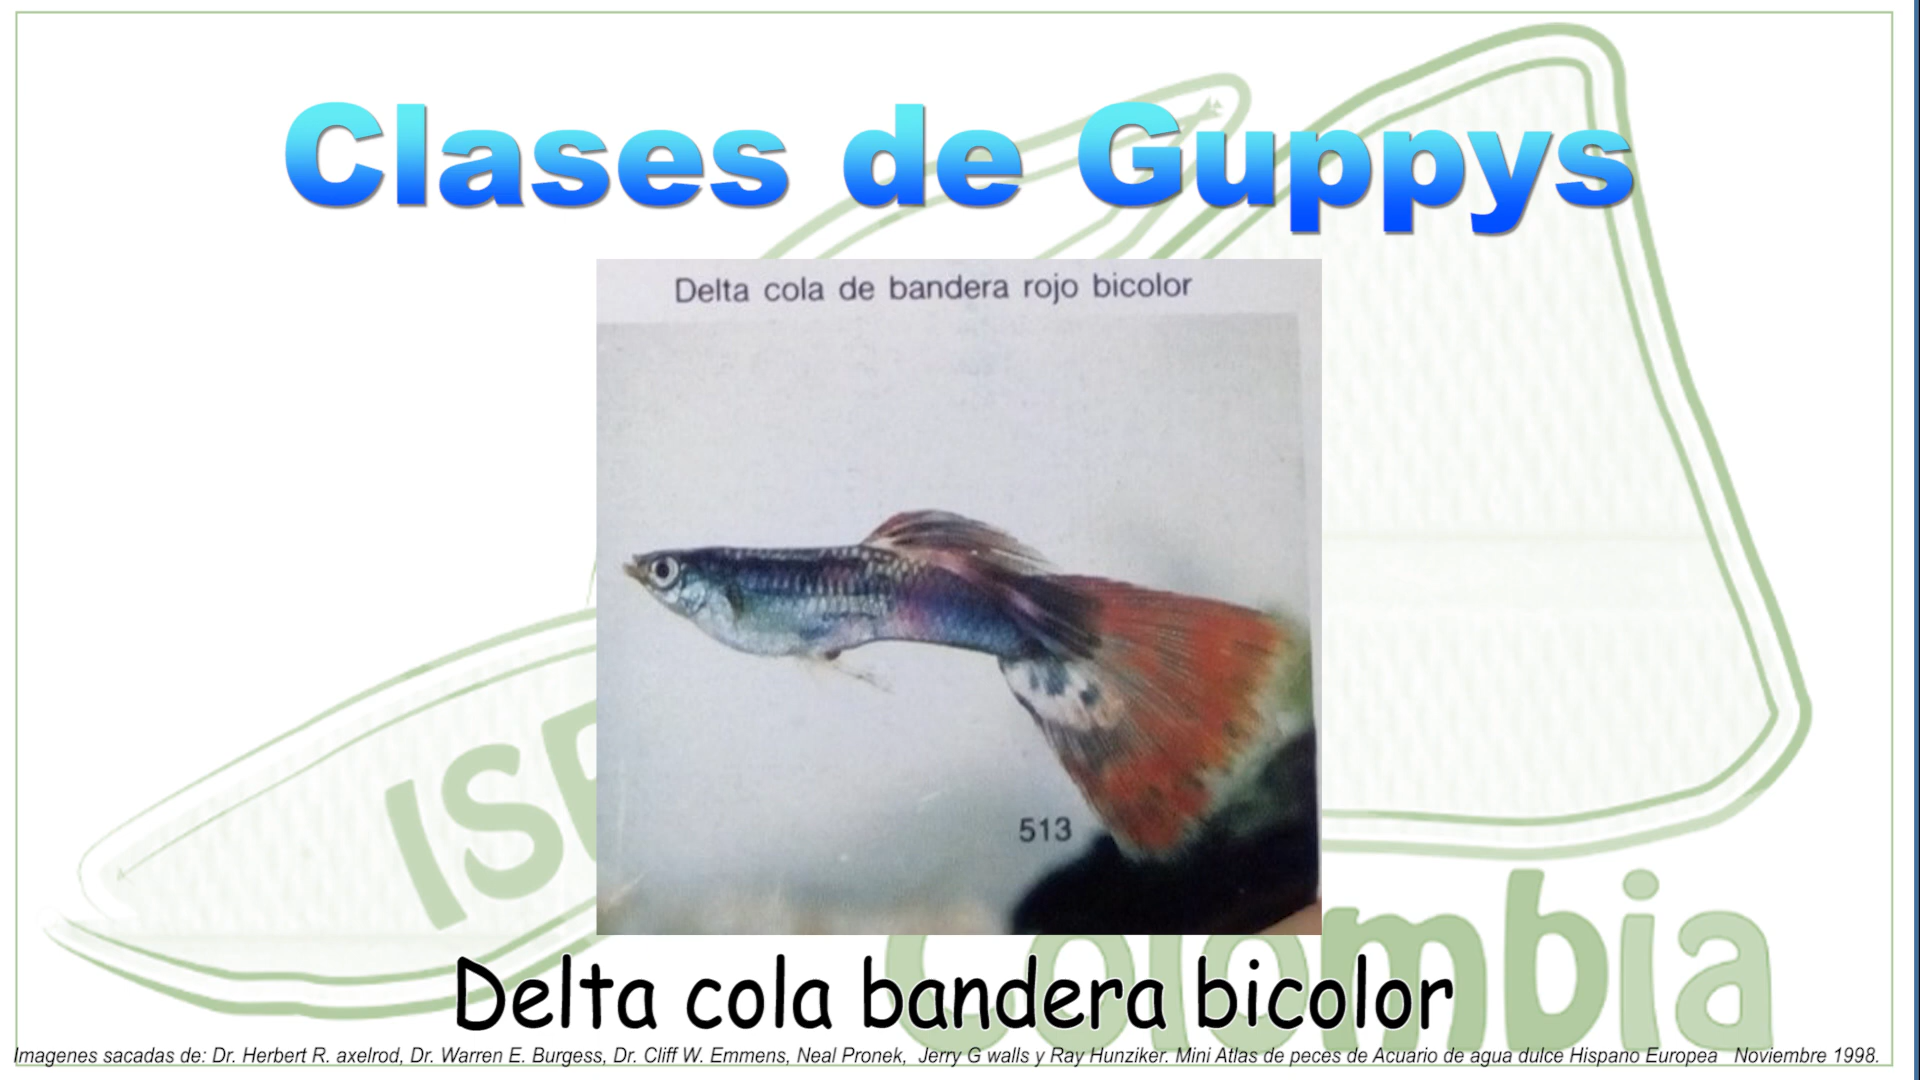 Clases de Guppys
Delta cola de bandera rojo bicolor
513
Delta cola bandera bicolor
Imagenes sacadas de: Dr. Herbert R. axelrod, Dr. Warren E. Burgess, Dr. Cliff W. Emmens, Neal Pronek, Jerry G walls y Ray Hunziker. Mini Atlas de peces de Acuario de agua dulce Hispano Europea Noviembre 1998.
Colombia